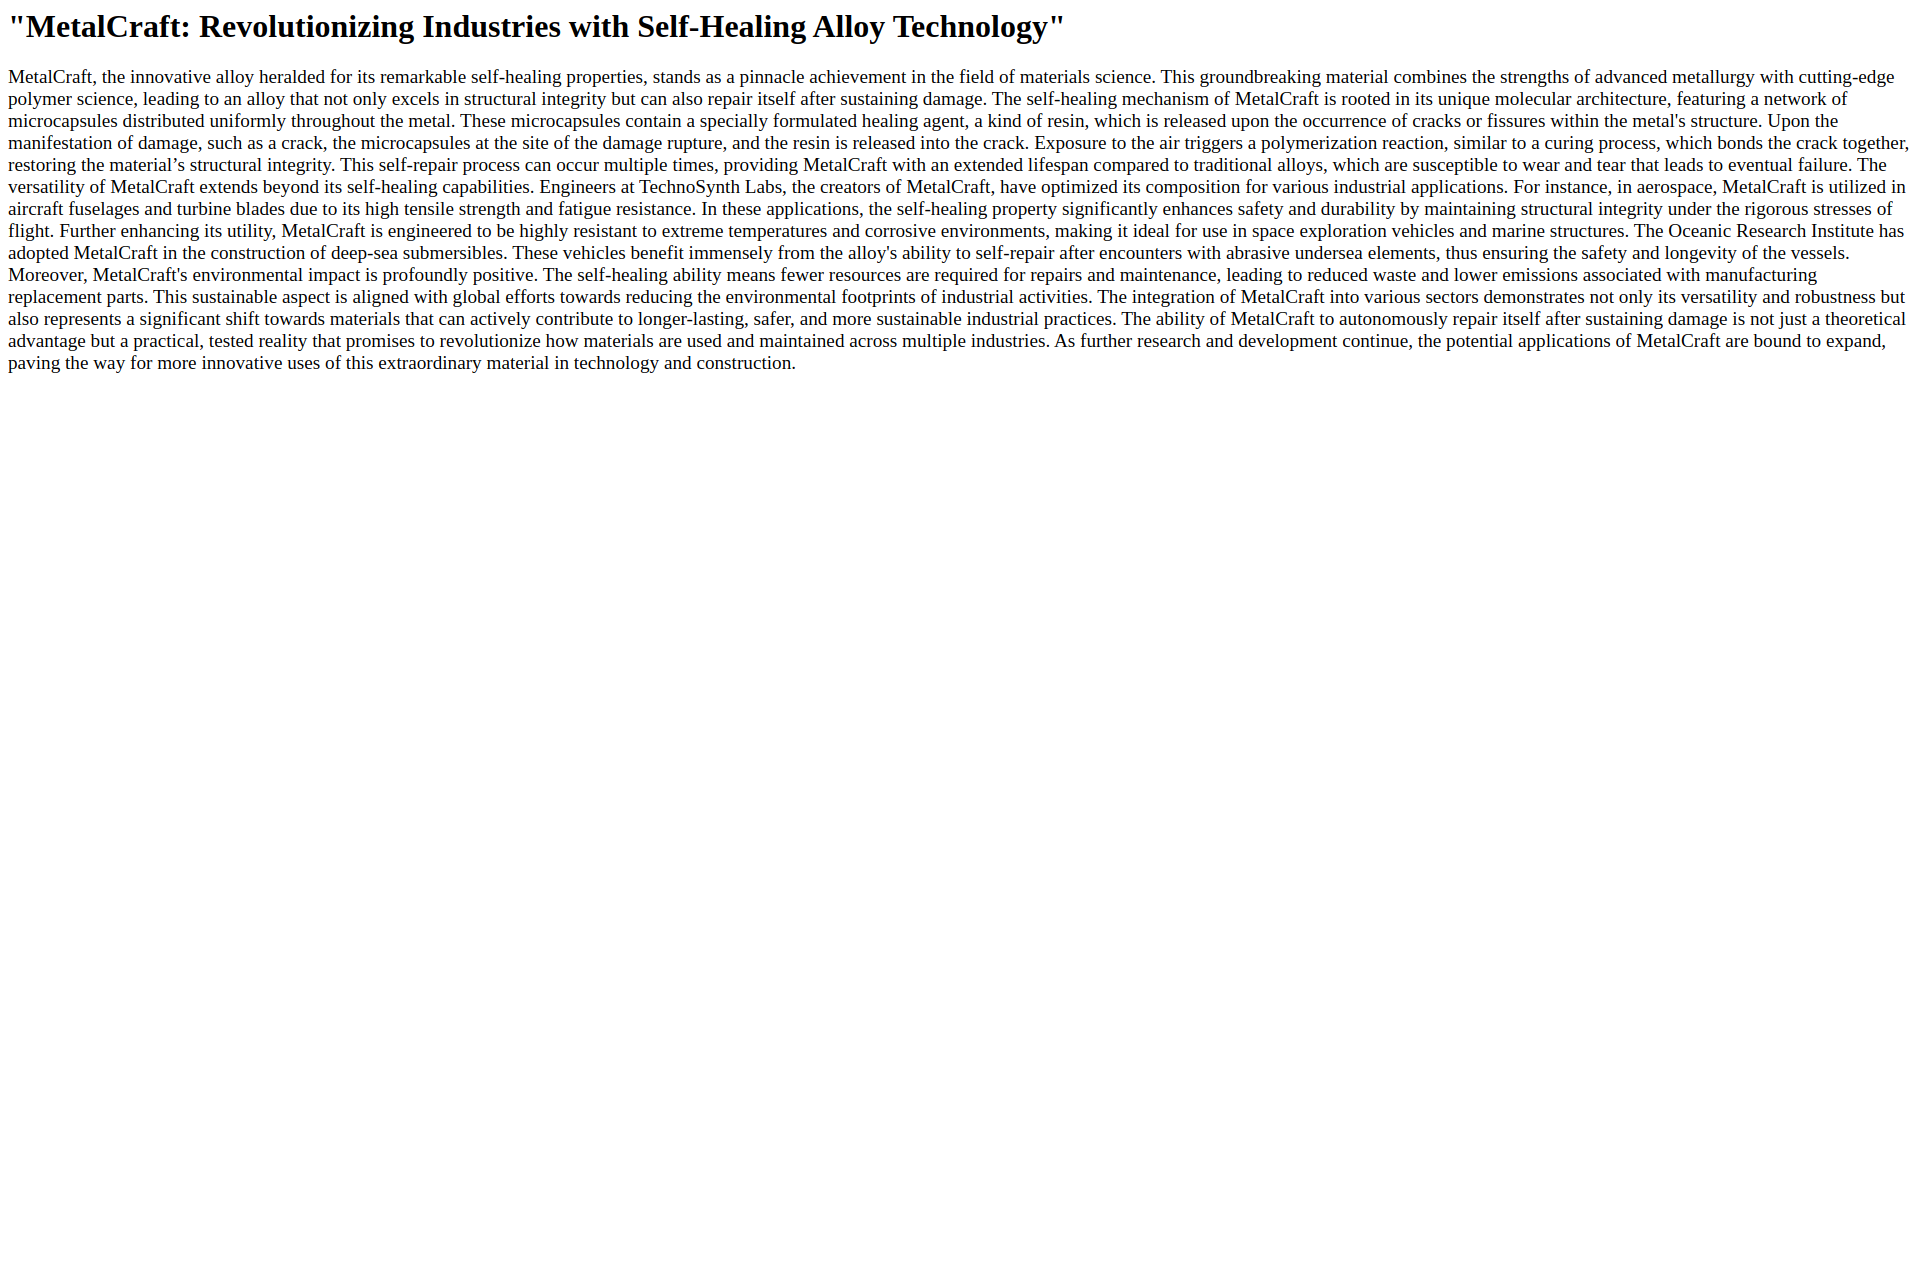 "MetalCraft: Revolutionizing Industries with Self-Healing Alloy Technology"
MetalCraft, the innovative alloy heralded for its remarkable self-healing properties, stands as a pinnacle achievement in the field of materials science. This groundbreaking material combines the strengths of advanced metallurgy with cutting-edge
polymer science, leading to an alloy that not only excels in structural integrity but can also repair itself after sustaining damage. The self-healing mechanism of MetalCraft is rooted in its unique molecular architecture, featuring a network of
microcapsules distributed uniformly throughout the metal. These microcapsules contain a specially formulated healing agent, a kind of resin, which is released upon the occurrence of cracks or fissures within the metal's structure. Upon the
manifestation of damage, such as a crack, the microcapsules at the site of the damage rupture, and the resin is released into the crack. Exposure to the air triggers a polymerization reaction, similar to a curing process, which bonds the crack together,
restoring the material’s structural integrity. This self-repair process can occur multiple times, providing MetalCraft with an extended lifespan compared to traditional alloys, which are susceptible to wear and tear that leads to eventual failure. The
versatility of MetalCraft extends beyond its self-healing capabilities. Engineers at TechnoSynth Labs, the creators of MetalCraft, have optimized its composition for various industrial applications. For instance, in aerospace, MetalCraft is utilized in
aircraft fuselages and turbine blades due to its high tensile strength and fatigue resistance. In these applications, the self-healing property significantly enhances safety and durability by maintaining structural integrity under the rigorous stresses of
flight. Further enhancing its utility, MetalCraft is engineered to be highly resistant to extreme temperatures and corrosive environments, making it ideal for use in space exploration vehicles and marine structures. The Oceanic Research Institute has
adopted MetalCraft in the construction of deep-sea submersibles. These vehicles benefit immensely from the alloy's ability to self-repair after encounters with abrasive undersea elements, thus ensuring the safety and longevity of the vessels.
Moreover, MetalCraft's environmental impact is profoundly positive. The self-healing ability means fewer resources are required for repairs and maintenance, leading to reduced waste and lower emissions associated with manufacturing
replacement parts. This sustainable aspect is aligned with global efforts towards reducing the environmental footprints of industrial activities. The integration of MetalCraft into various sectors demonstrates not only its versatility and robustness but
also represents a significant shift towards materials that can actively contribute to longer-lasting, safer, and more sustainable industrial practices. The ability of MetalCraft to autonomously repair itself after sustaining damage is not just a theoretical
advantage but a practical, tested reality that promises to revolutionize how materials are used and maintained across multiple industries. As further research and development continue, the potential applications of MetalCraft are bound to expand,
paving the way for more innovative uses of this extraordinary material in technology and construction.